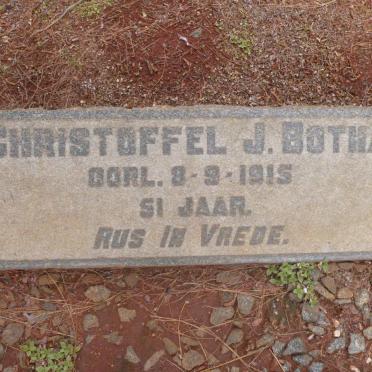 CHRISTOFFEL J. BOTHA
OORL. 8-9-1915
51 JAAR.
RUS IN VREDE.